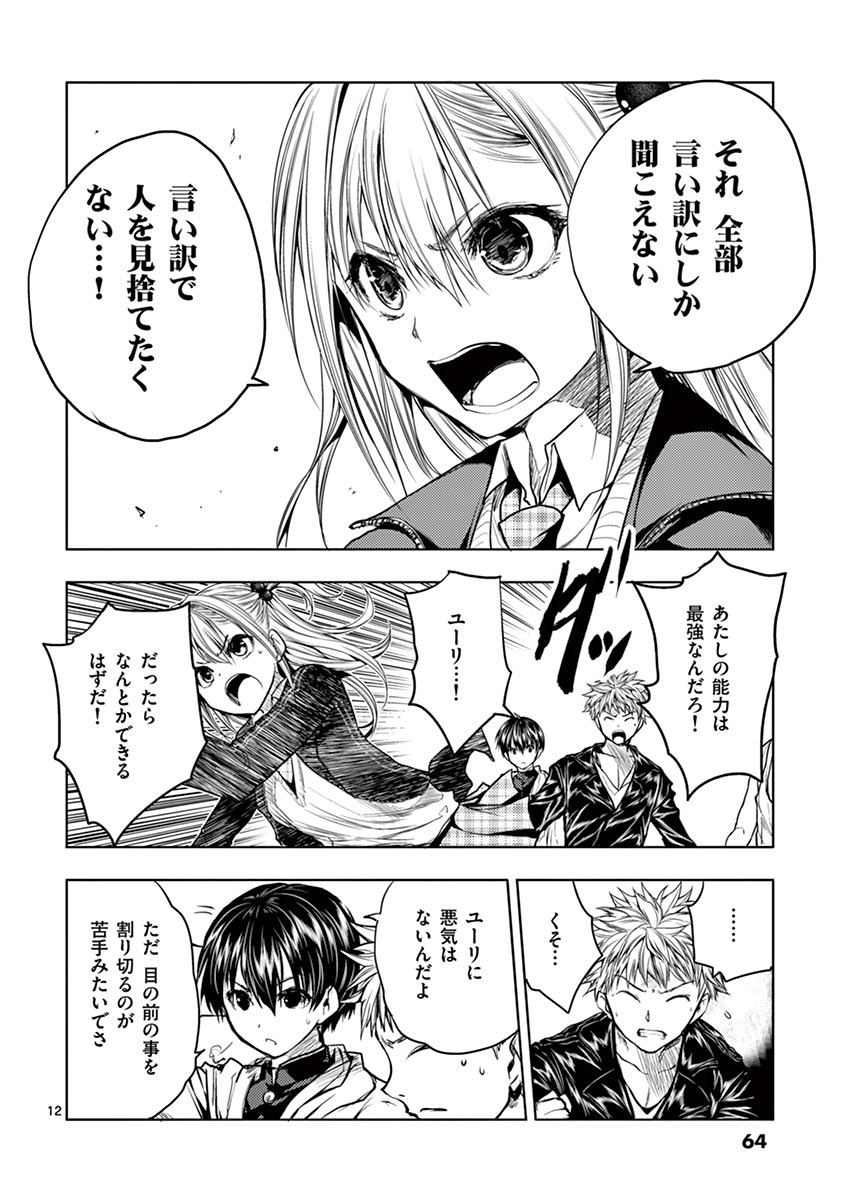 それ 全部
言い訳にしか
聞こえない
言い訳で
人を見捨てたく
ない…！
あたしの能力は
最強なんだろ！
ダッ
ユーリ…！
だったら
なんとかできる
はずだ！
……
くそ…
ユーリに
悪気は
ないんだよ
ただ 目の前の事を
割り切るのが
苦手みたいでさ
12
64